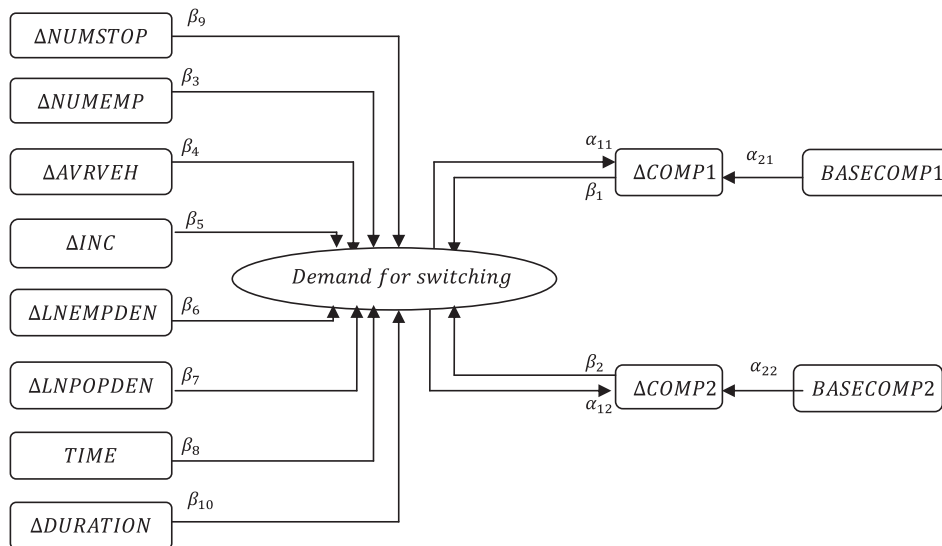 ΔNUMSTOP
β₉
ΔNUMEMP
β₃
ΔAVRVEH
β₄
ΔINC
β₅
ΔLNEMPDEN
β₆
ΔLNPOPDEN
β₇
TIME
β₈
ΔDURATION
β₁₀
Demand for switching
α₁₁
β₁
ΔCOMP1
α₂₁
BASECOMP1
β₂
α₁₂
ΔCOMP2
α₂₂
BASECOMP2